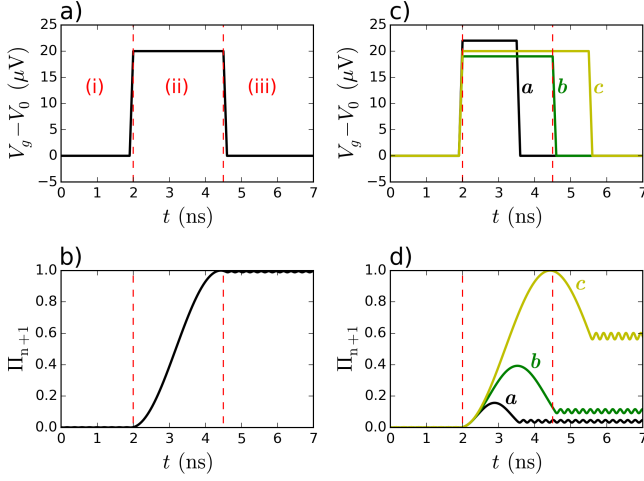 a)
25
20
15
10
5
0
−5
V_g − V_0 (μV)
(i)
(ii)
(iii)
0 1 2 3 4 5 6 7
t (ns)
c)
25
20
15
10
5
0
−5
V_g − V_0 (μV)
a
b
c
0 1 2 3 4 5 6 7
t (ns)
b)
1.0
0.8
0.6
0.4
0.2
0.0
Π_{n+1}
0 1 2 3 4 5 6 7
t (ns)
d)
1.0
0.8
0.6
0.4
0.2
0.0
Π_{n+1}
c
b
a
0 1 2 3 4 5 6 7
t (ns)